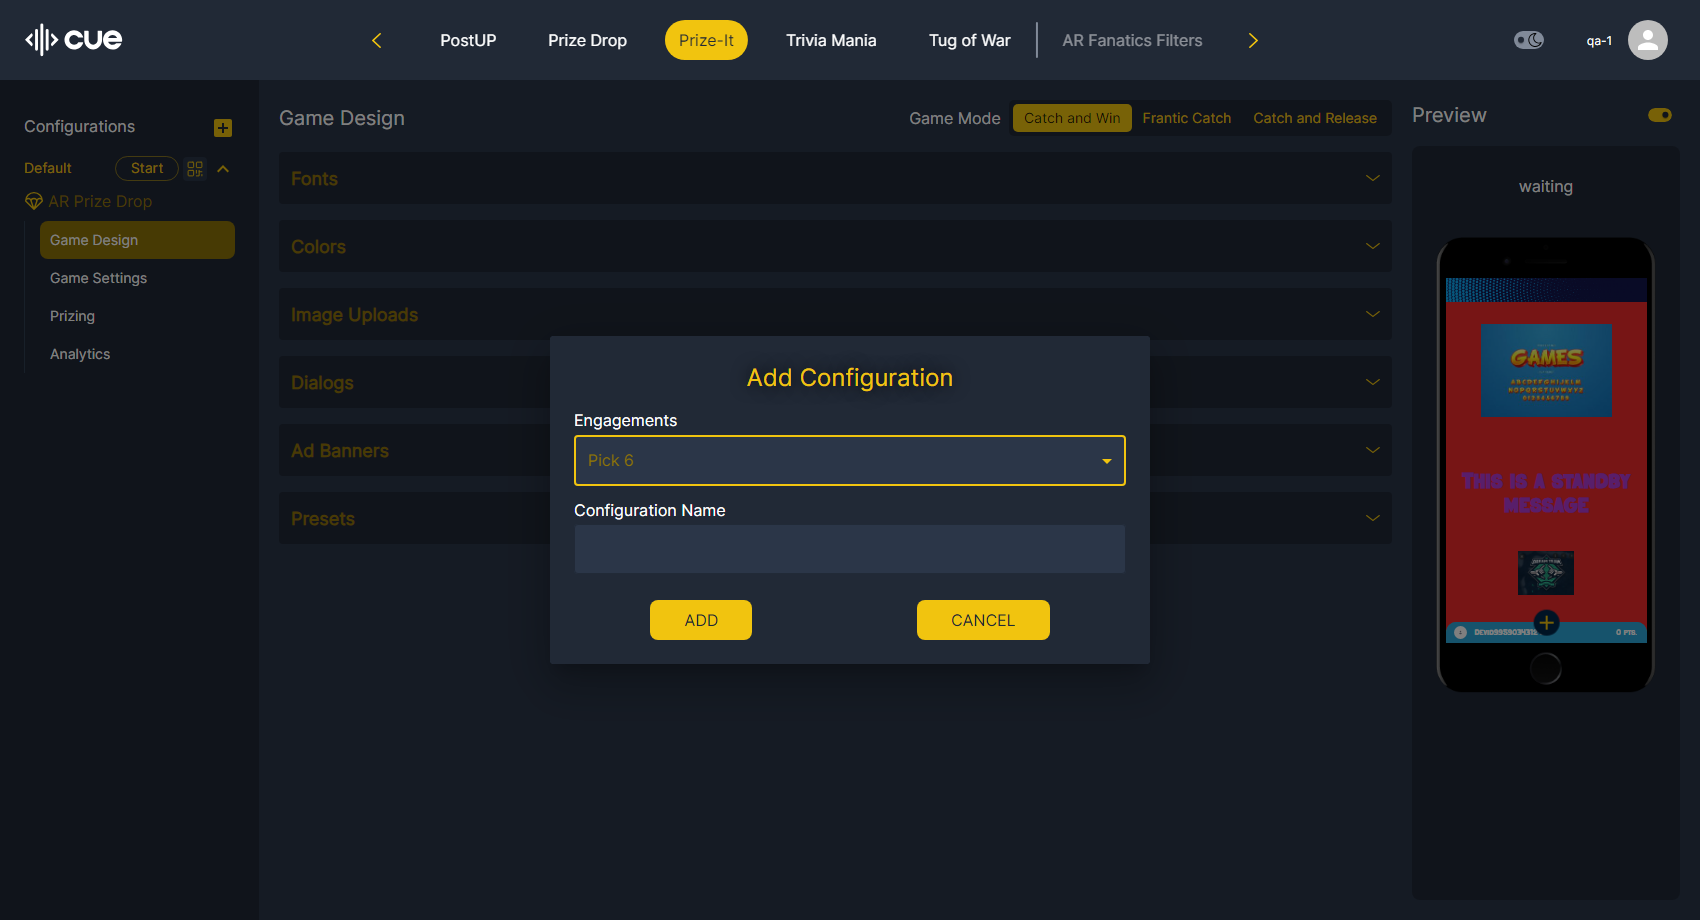 cue
PostUP
Prize Drop
Prize-It
Trivia Mania
Tug of War
AR Fanatics Filters
qa-1
Configurations
Default
Start
AR Prize Drop
Game Design
Game Settings
Prizing
Analytics
Game Design
Game Mode
Catch and Win
Frantic Catch
Catch and Release
Fonts
Colors
Image Uploads
Dialogs
Ad Banners
Presets
Add Configuration
Engagements
Pick 6
Configuration Name
ADD
CANCEL
Preview
waiting
GAMES
ABCDEFGHIJKLM
NOPQRSTUVWXYZ
THIS IS A STANDBY
MESSAGE
0 PTS.